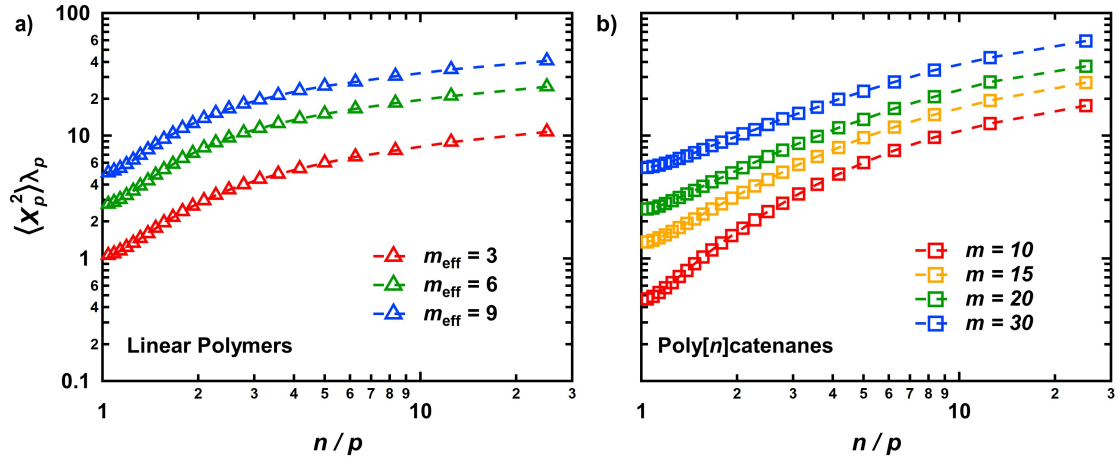 a)
100
6
4
2
10
6
4
2
1
6
4
2
0.1
⟨x_p^2⟩λ_p
m_eff = 3
m_eff = 6
m_eff = 9
Linear Polymers
1 2 3 4 5 6 7 8 9 10 2 3
n / p
b)
m = 10
m = 15
m = 20
m = 30
Poly[n]catenanes
1 2 3 4 5 6 7 8 9 10 2 3
n / p